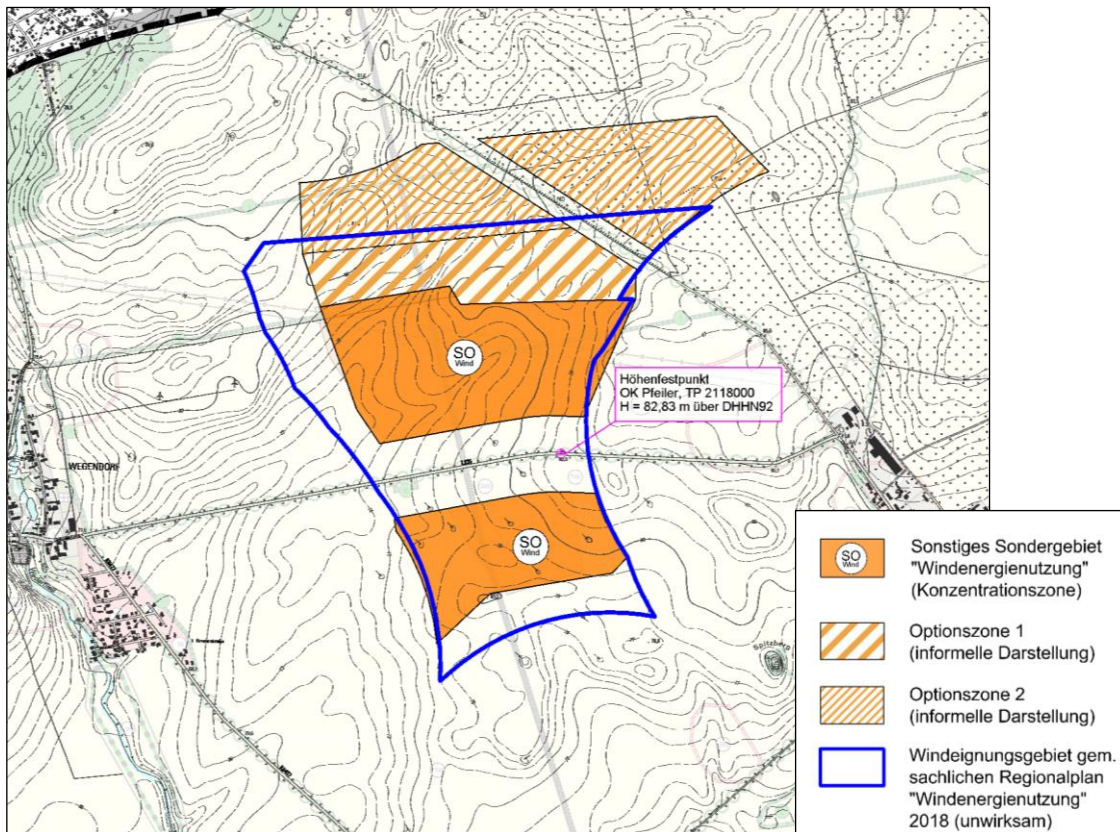 SO
Wind
Höhenfestpunkt
OK Pfeiler, TP 2118000
H = 82,83 m über DHHN92
WEGENDORF
SO
Wind
Spitzberg
SO
Wind
Sonstiges Sondergebiet
"Windenergienutzung"
(Konzentrationszone)
Optionszone 1
(informelle Darstellung)
Optionszone 2
(informelle Darstellung)
Windeignungsgebiet gem.
sachlichen Regionalplan
"Windenergienutzung"
2018 (unwirksam)